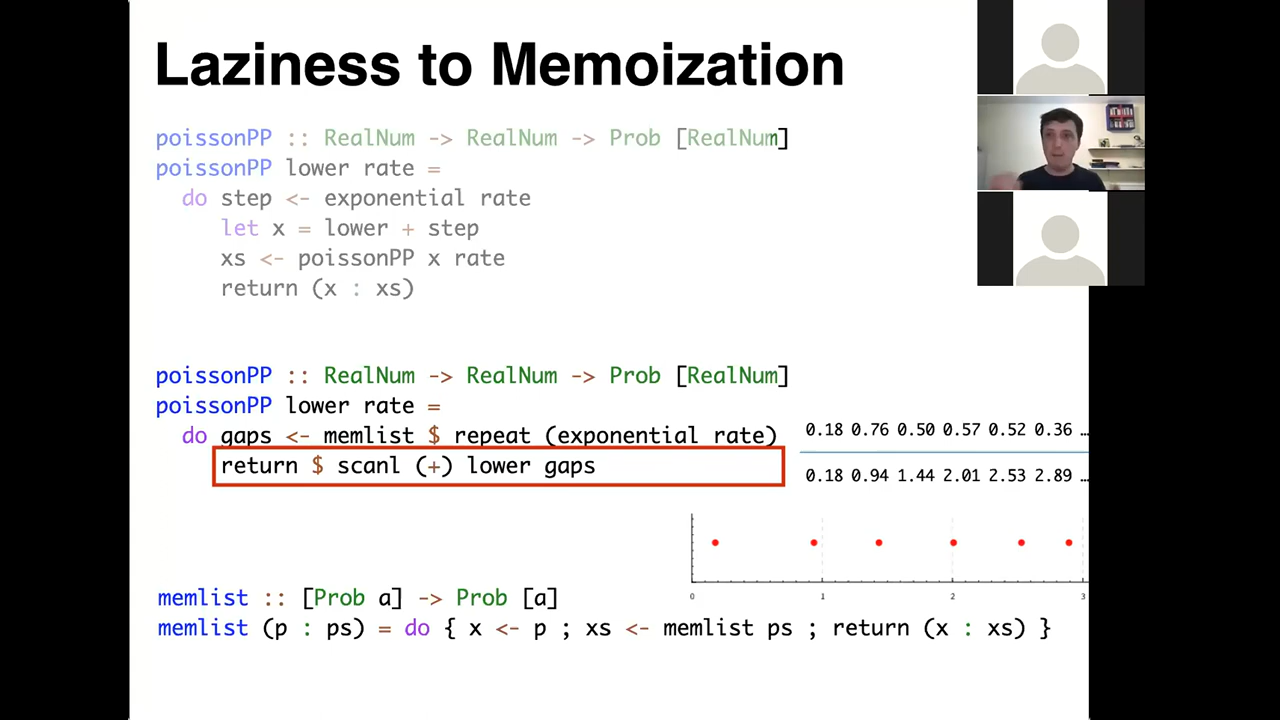 Laziness to Memoization
poissonPP :: RealNum -> RealNum -> Prob [RealNum]
poissonPP lower rate =
do step <- exponential rate
let x = lower + step
xs <- poissonPP x rate
return (x : xs)
poissonPP :: RealNum -> RealNum -> Prob [RealNum]
poissonPP lower rate =
do gaps <- memlist $ repeat (exponential rate)
return $ scanl (+) lower gaps
0.18 0.76 0.50 0.57 0.52 0.36 …
0.18 0.94 1.44 2.01 2.53 2.89 …
0 1 2 3
memlist :: [Prob a] -> Prob [a]
memlist (p : ps) = do { x <- p ; xs <- memlist ps ; return (x : xs) }